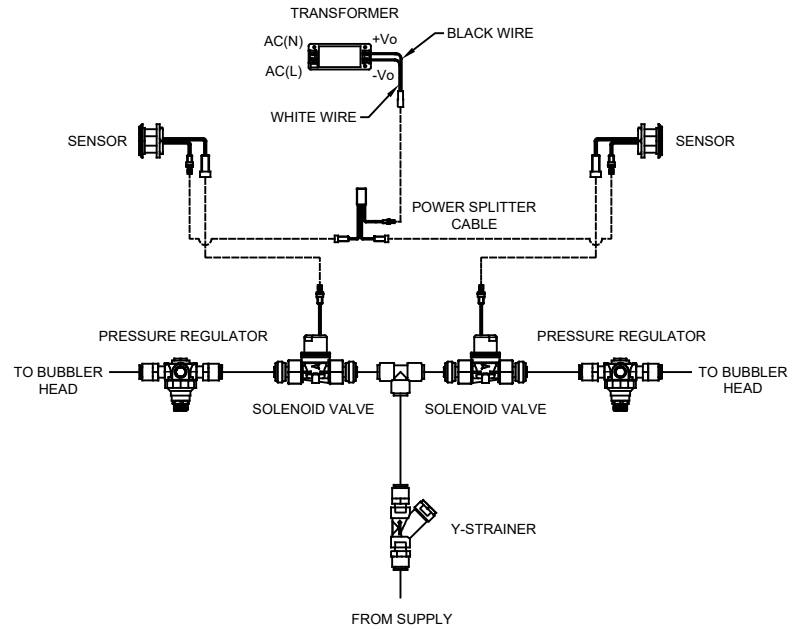 TRANSFORMER
AC(N)
+Vo
BLACK WIRE
AC(L)
-Vo
WHITE WIRE
SENSOR
SENSOR
POWER SPLITTER
CABLE
PRESSURE REGULATOR
PRESSURE REGULATOR
TO BUBBLER
HEAD
TO BUBBLER
HEAD
SOLENOID VALVE
SOLENOID VALVE
Y-STRAINER
FROM SUPPLY